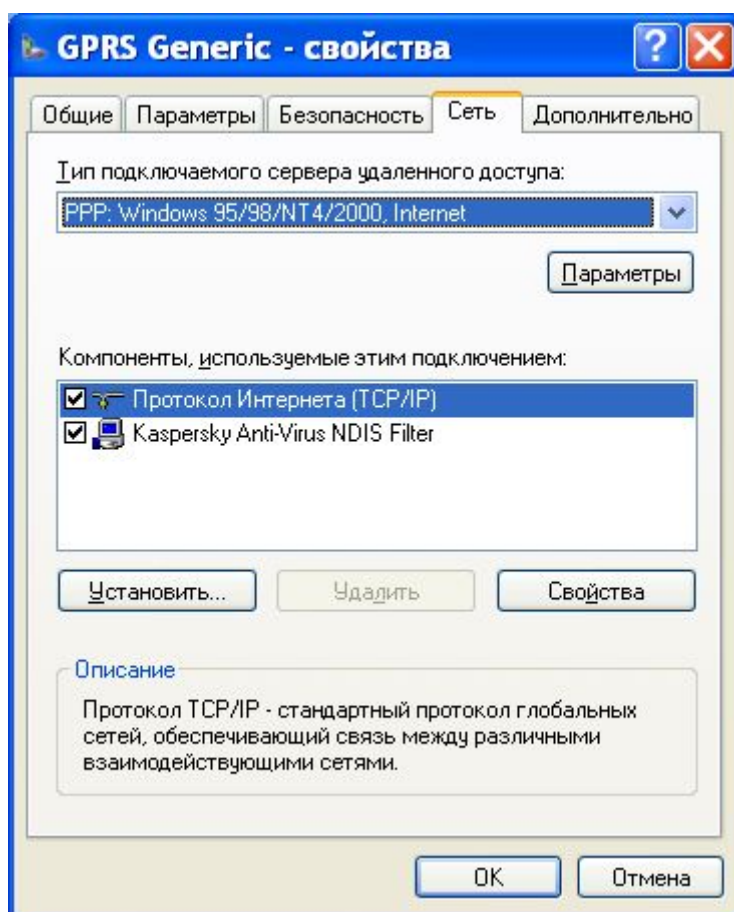 GPRS Generic - свойства
Общие Параметры Безопасность Сеть Дополнительно
Тип подключаемого сервера удаленного доступа:
PPP: Windows 95/98/NT4/2000, Internet
Параметры
Компоненты, используемые этим подключением:
Протокол Интернета (TCP/IP)
Kaspersky Anti-Virus NDIS Filter
Установить... Удалить Свойства
Описание
Протокол TCP/IP - стандартный протокол глобальных
сетей, обеспечивающий связь между различными
взаимодействующими сетями.
OK Отмена